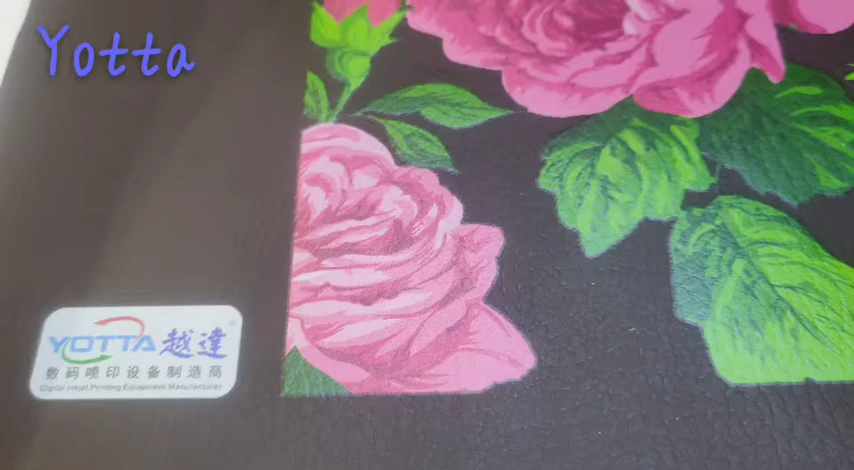 Yotta
YOTTA 越達
数码喷印设备制造商
Digital Inkjet Printing Equipment Manufacturer